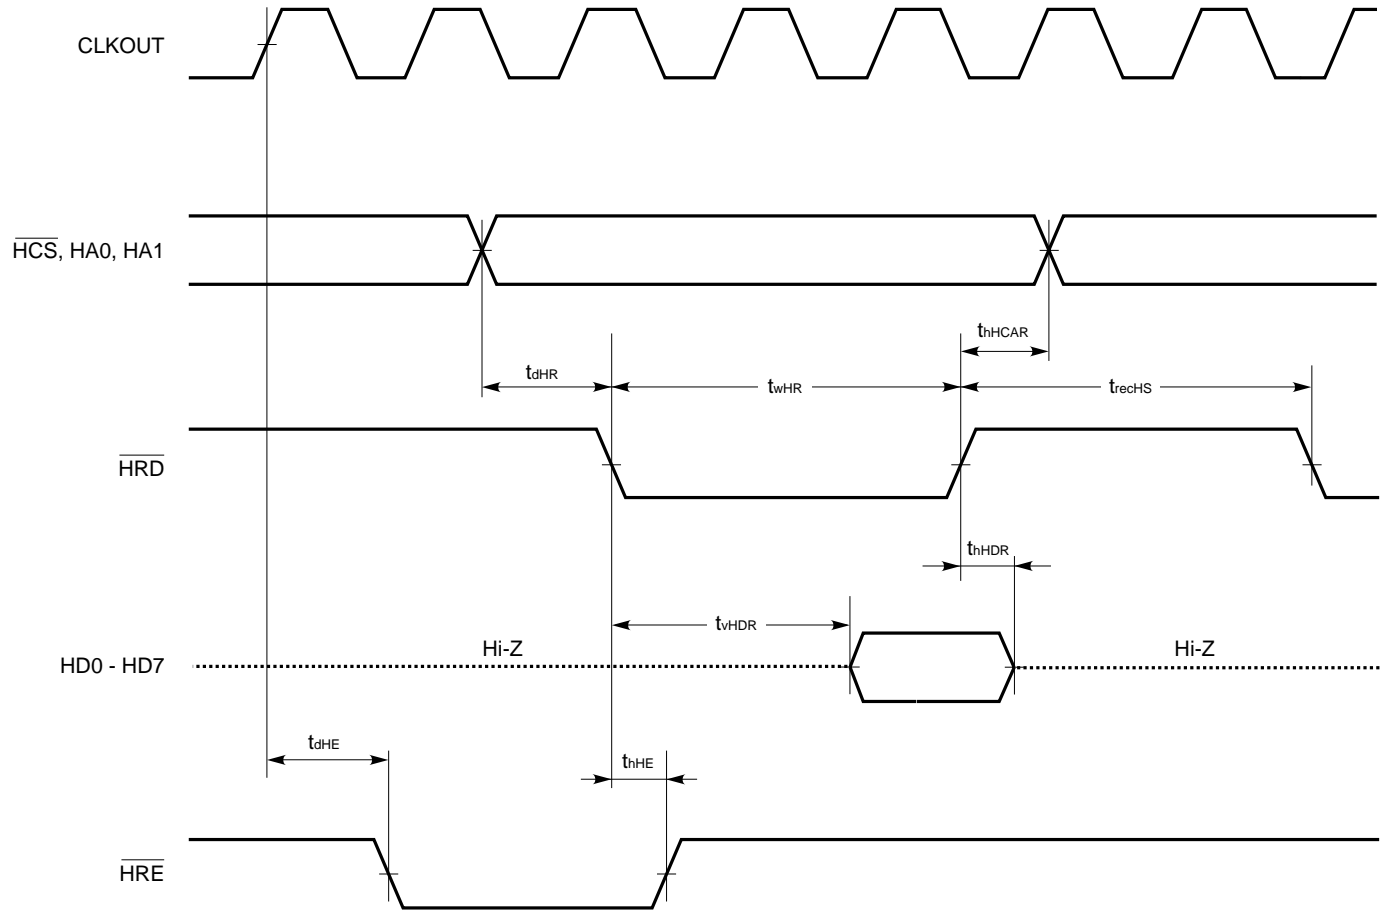 CLKOUT
HCS, HA0, HA1
thHCAR
tdHR
twHR
trecHS
HRD
thHDR
tvHDR
HD0 - HD7
Hi-Z
Hi-Z
tdHE
thHE
HRE